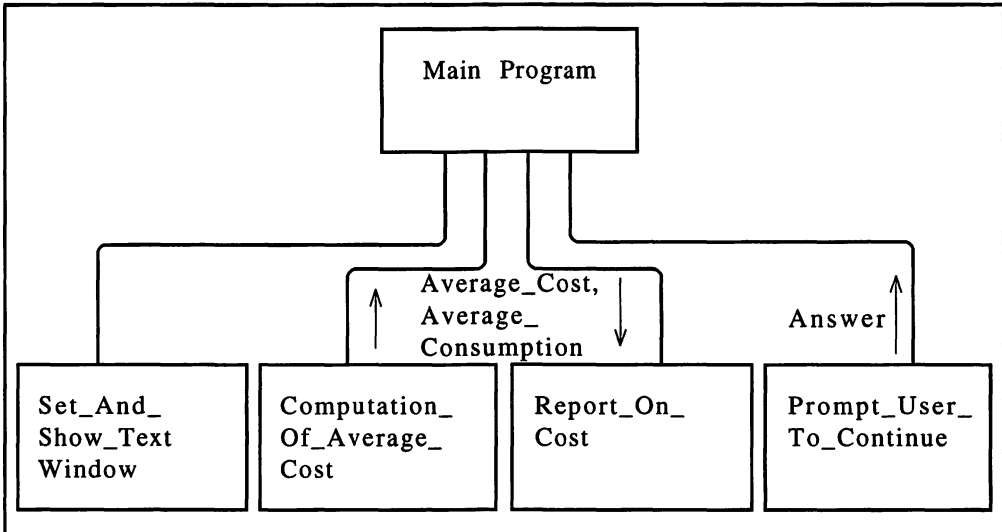 Main Program
Average_Cost,
Average_
Consumption
Answer
Set_And_
Show_Text
Window
Computation_
Of_Average_
Cost
Report_On_
Cost
Prompt_User_
To_Continue